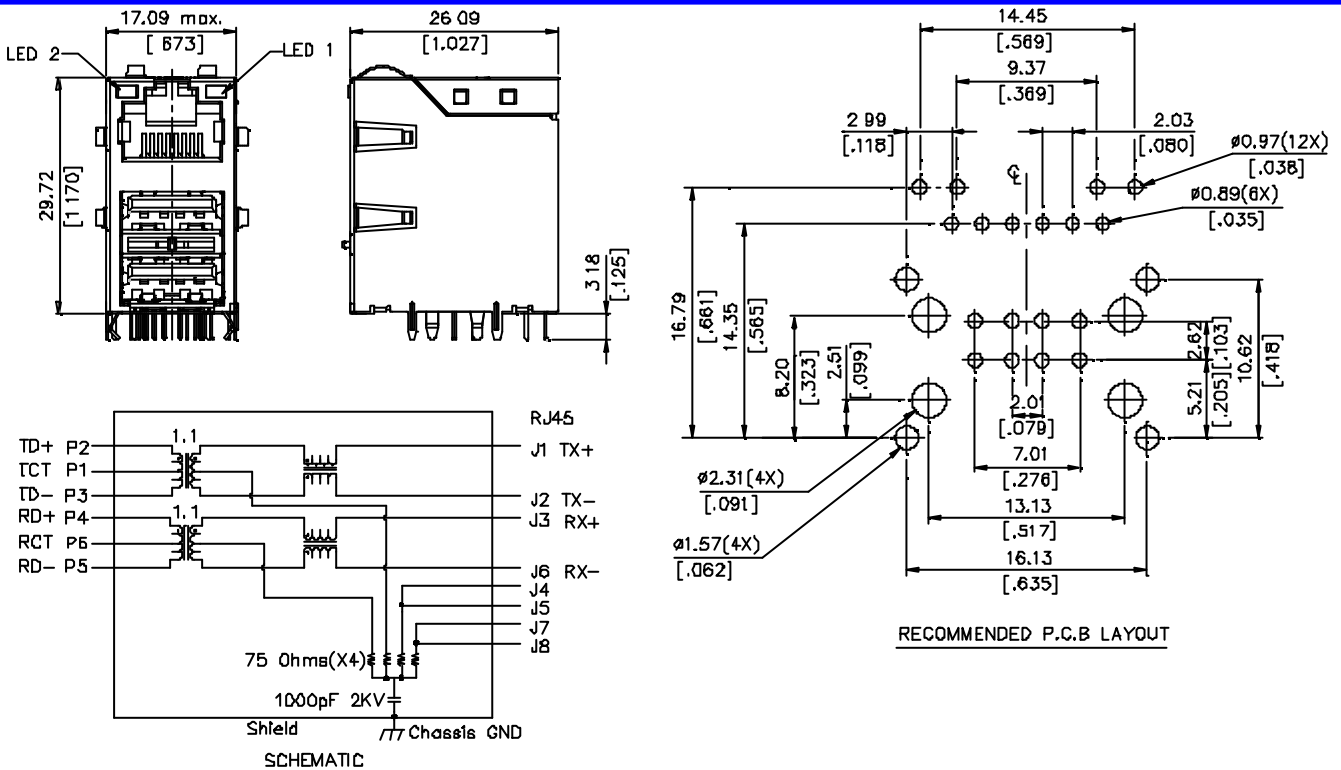 17.09 max.
[ 673]
LED 2
LED 1
29.72
[1 170]
26 09
[1.027]
3 18
[.125]
14.45
[.569]
9.37
[.369]
2 99
[.118]
2.03
[.080]
℄
ø0.97(12X)
[.038]
ø0.89(6X)
[.035]
16.79
[.661]
14.35
[.565]
8.20
[.323]
2.51
[.099]
2.62
[.103]
5.21
[.205]
10.62
[.418]
2.01
[.079]
7.01
[.276]
ø2.31(4X)
[.091]
13.13
[.517]
ø1.57(4X)
[.062]
16.13
[.635]
RECOMMENDED P.C.B LAYOUT
RJ45
TD+ P2
1.1
J1 TX+
TCT P1
TD- P3
J2 TX-
RD+ P4
1.1
J3 RX+
RCT P6
RD- P5
J6 RX-
J4
J5
J7
J8
75 Ohms(X4)
1000pF 2KV
Shield
Chassis GND
SCHEMATIC